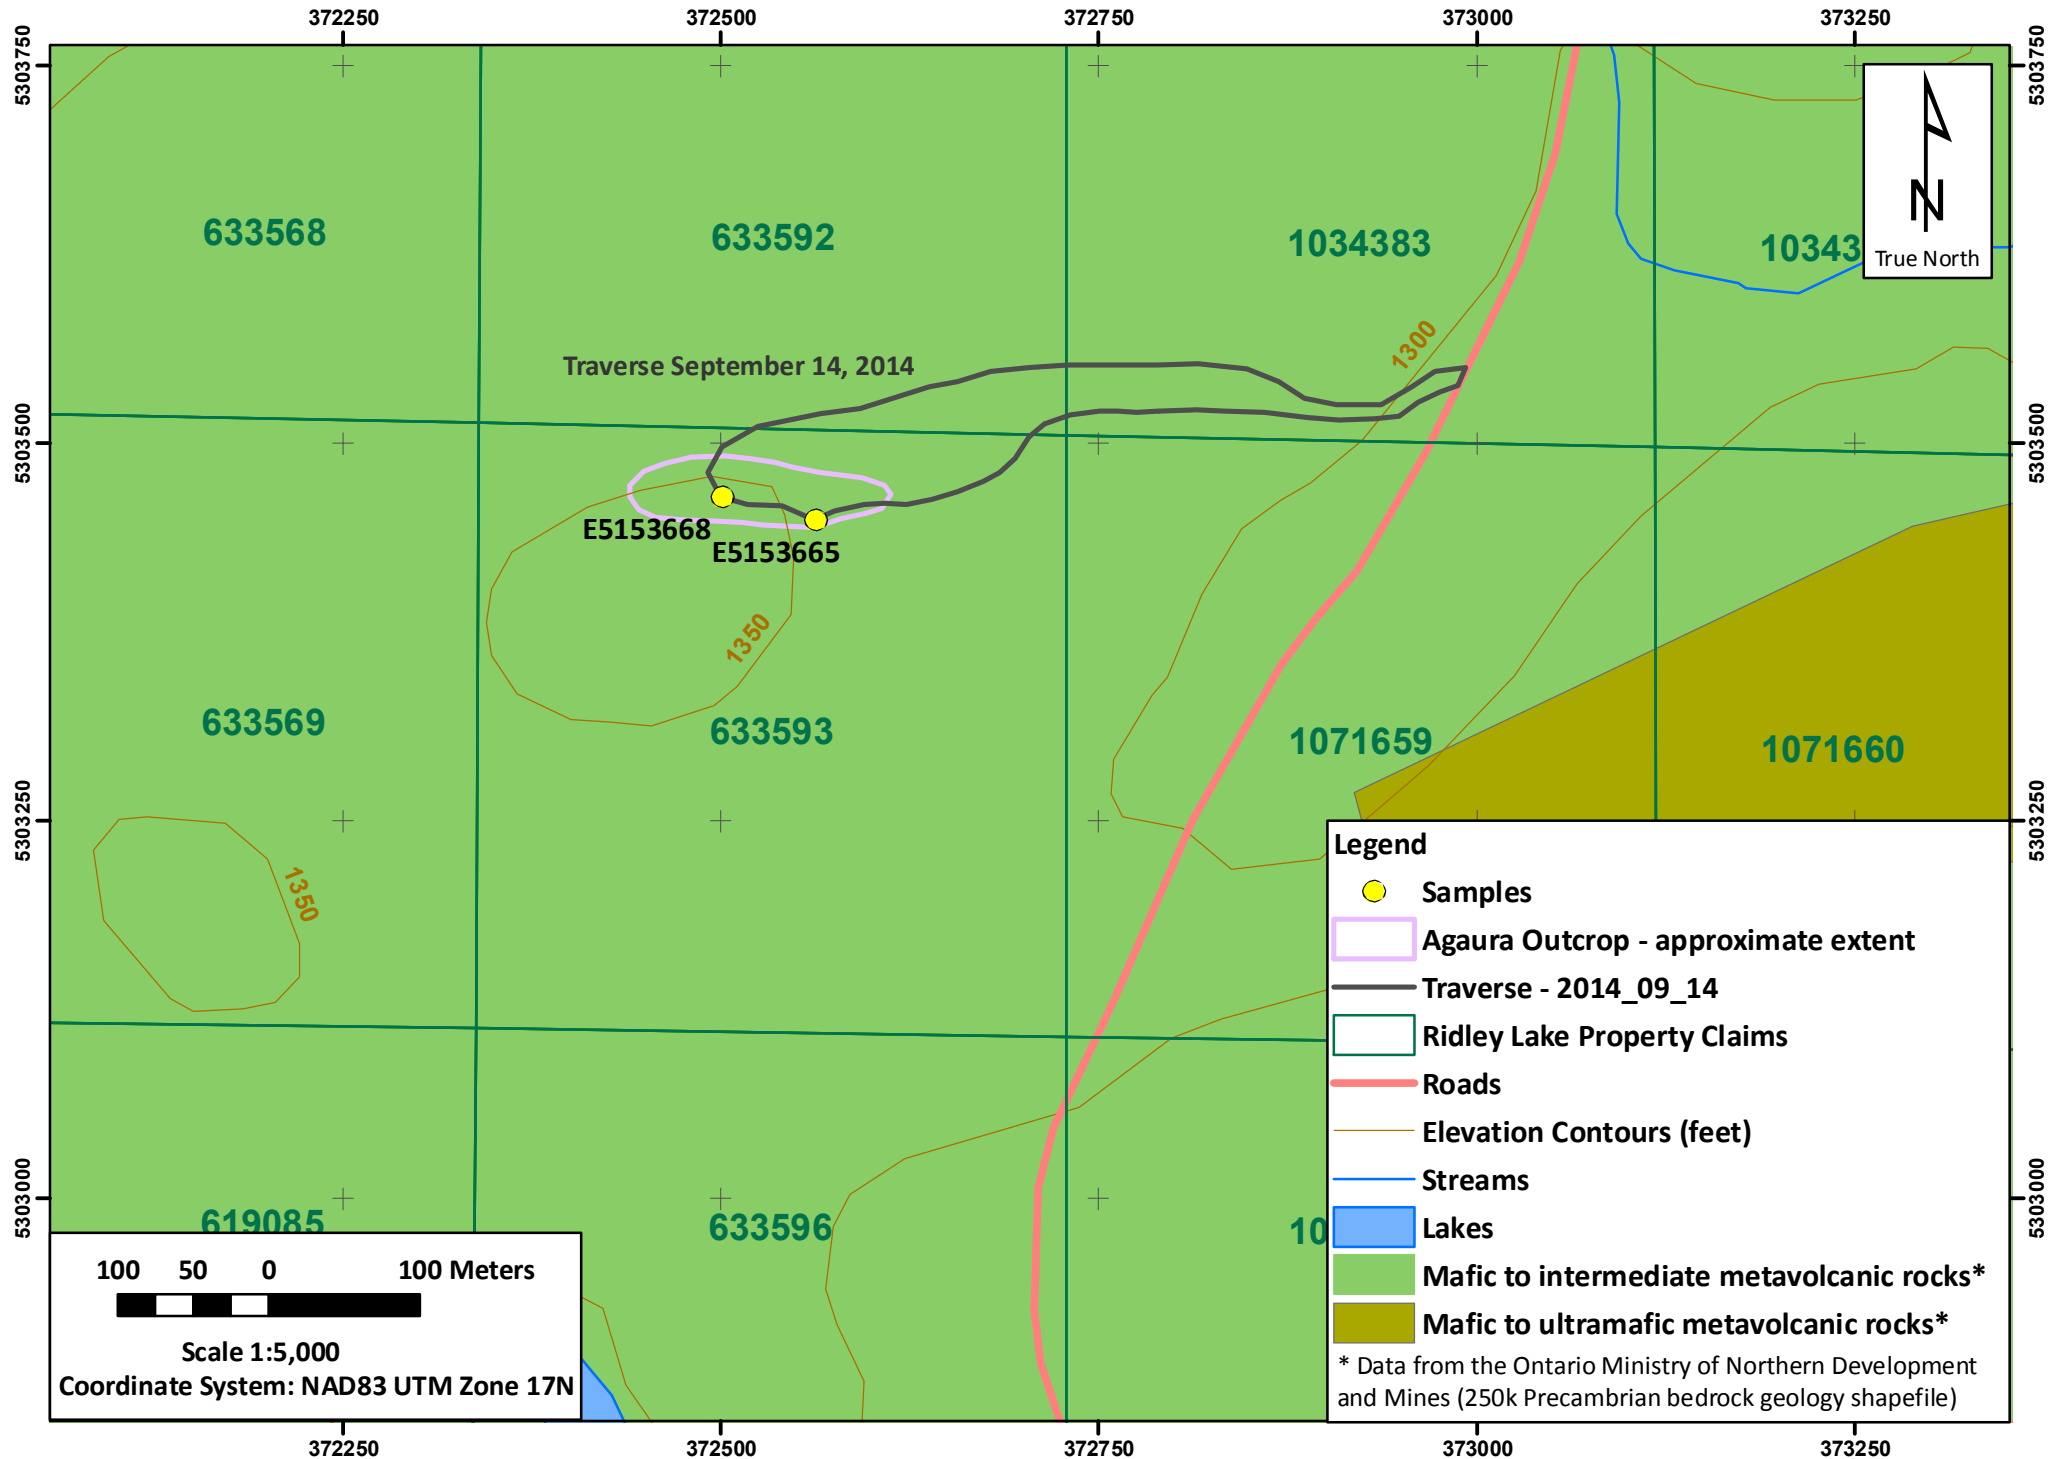 372250 372500 372750 373000 373250
5303750
5303750
N
True North
633568
633592
1034383
10343
1300
Traverse September 14, 2014
5303500
5303500
E5153668
E5153665
1350
633569
633593
1071659
1071660
5303250
5303250
1350
Legend
Samples
Agaura Outcrop - approximate extent
Traverse - 2014_09_14
Ridley Lake Property Claims
Roads
Elevation Contours (feet)
Streams
Lakes
Mafic to intermediate metavolcanic rocks*
Mafic to ultramafic metavolcanic rocks*
* Data from the Ontario Ministry of Northern Development
and Mines (250k Precambrian bedrock geology shapefile)
5303000
5303000
619085
633596
10
100 50 0 100 Meters
Scale 1:5,000
Coordinate System: NAD83 UTM Zone 17N
372250 372500 372750 373000 373250